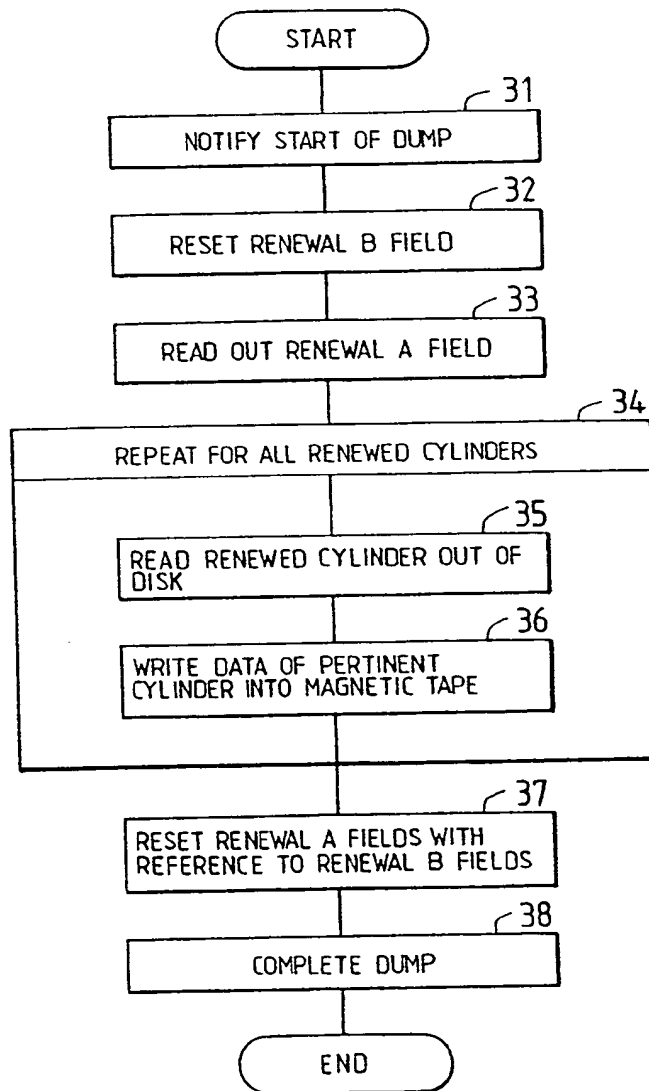 START
31
NOTIFY START OF DUMP
32
RESET RENEWAL B FIELD
33
READ OUT RENEWAL A FIELD
34
REPEAT FOR ALL RENEWED CYLINDERS
35
READ RENEWED CYLINDER OUT OF
DISK
36
WRITE DATA OF PERTINENT
CYLINDER INTO MAGNETIC TAPE
37
RESET RENEWAL A FIELDS WITH
REFERENCE TO RENEWAL B FIELDS
38
COMPLETE DUMP
END